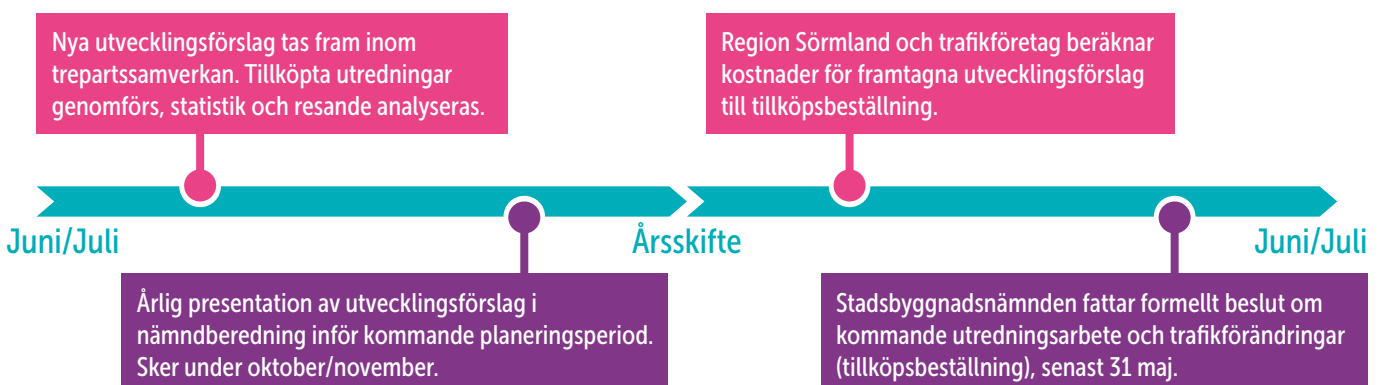 Nya utvecklingsförslag tas fram inom
trepartssamverkan. Tillköpta utredningar
genomförs, statistik och resande analyseras.
Region Sörmland och trafikföretag beräknar
kostnader för framtagna utvecklingsförslag
till tillköpsbeställning.
Juni/Juli
Årsskifte
Juni/Juli
Årlig presentation av utvecklingsförslag i
nämndberedning inför kommande planeringsperiod.
Sker under oktober/november.
Stadsbyggnadsnämnden fattar formellt beslut om
kommande utredningsarbete och trafikförändringar
(tillköpsbeställning), senast 31 maj.